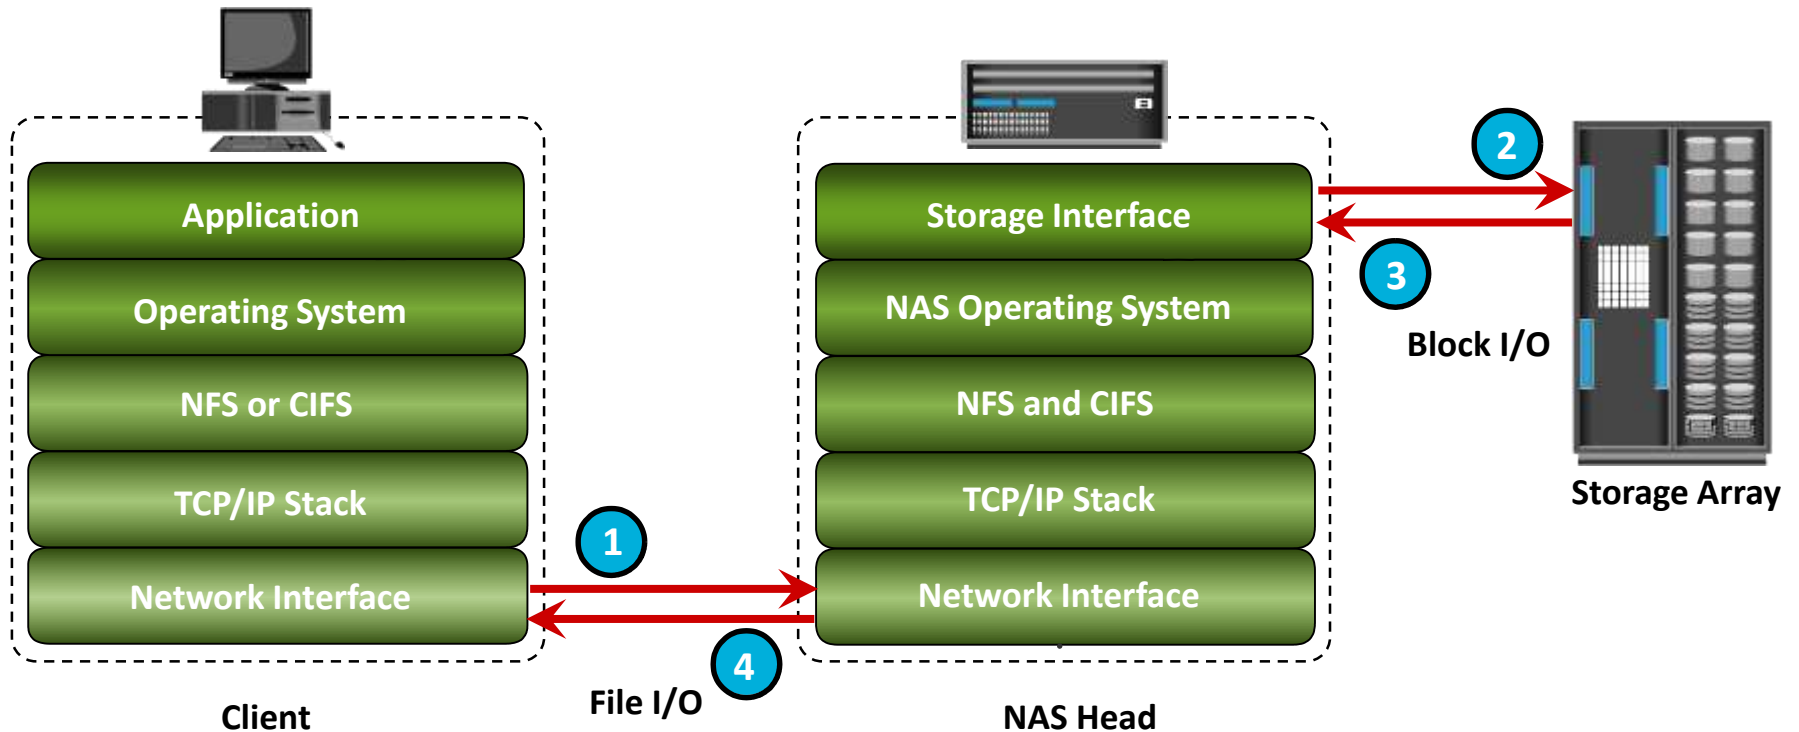 Application
Operating System
NFS or CIFS
TCP/IP Stack
Network Interface
Client
1
4
File I/O
Storage Interface
NAS Operating System
NFS and CIFS
TCP/IP Stack
Network Interface
NAS Head
2
3
Block I/O
Storage Array